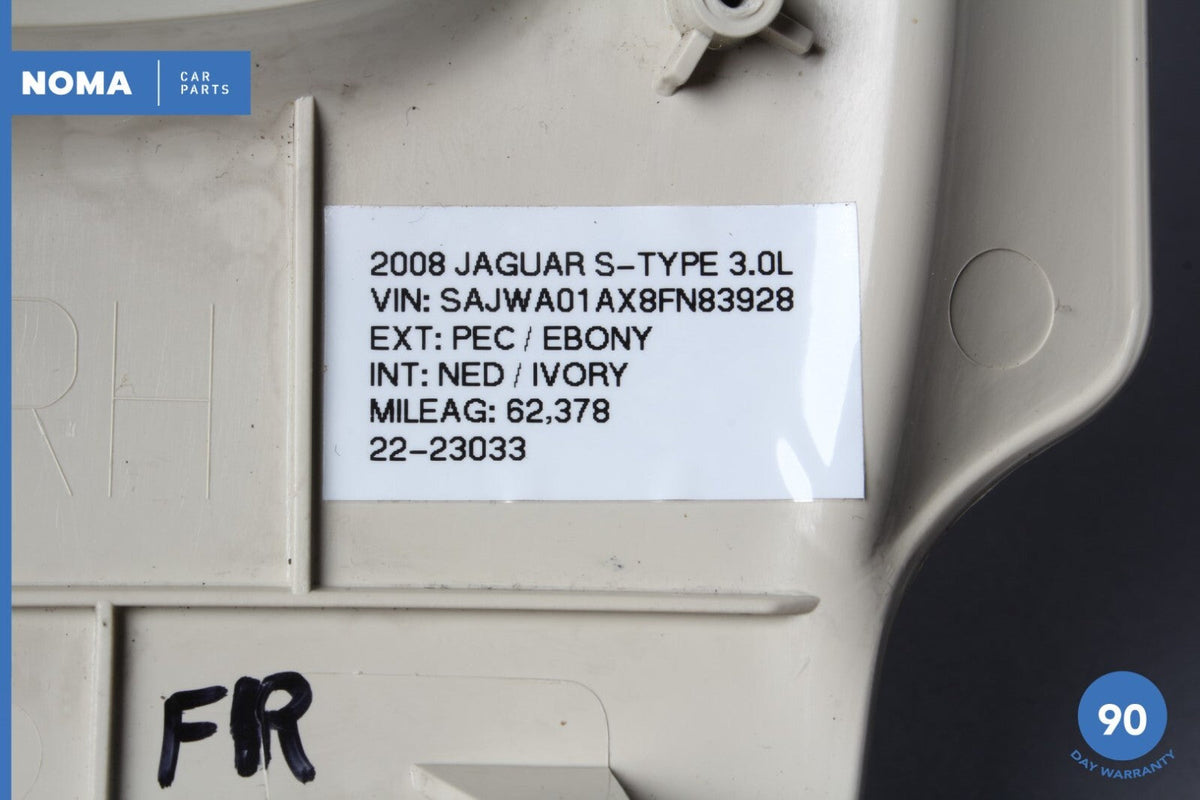 NOMA
CAR
PARTS
2008 JAGUAR S-TYPE 3.0L
VIN: SAJWA01AX8FN83928
EXT: PEC / EBONY
INT: NED / IVORY
MILEAG: 62,378
22-23033
RH
FIR
90
DAY WARRANTY